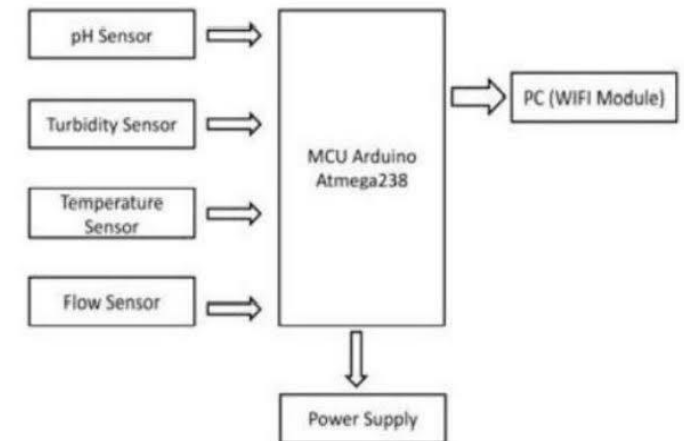 pH Sensor
Turbidity Sensor
Temperature
Sensor
Flow Sensor
MCU Arduino
Atmega238
PC (WIFI Module)
Power Supply